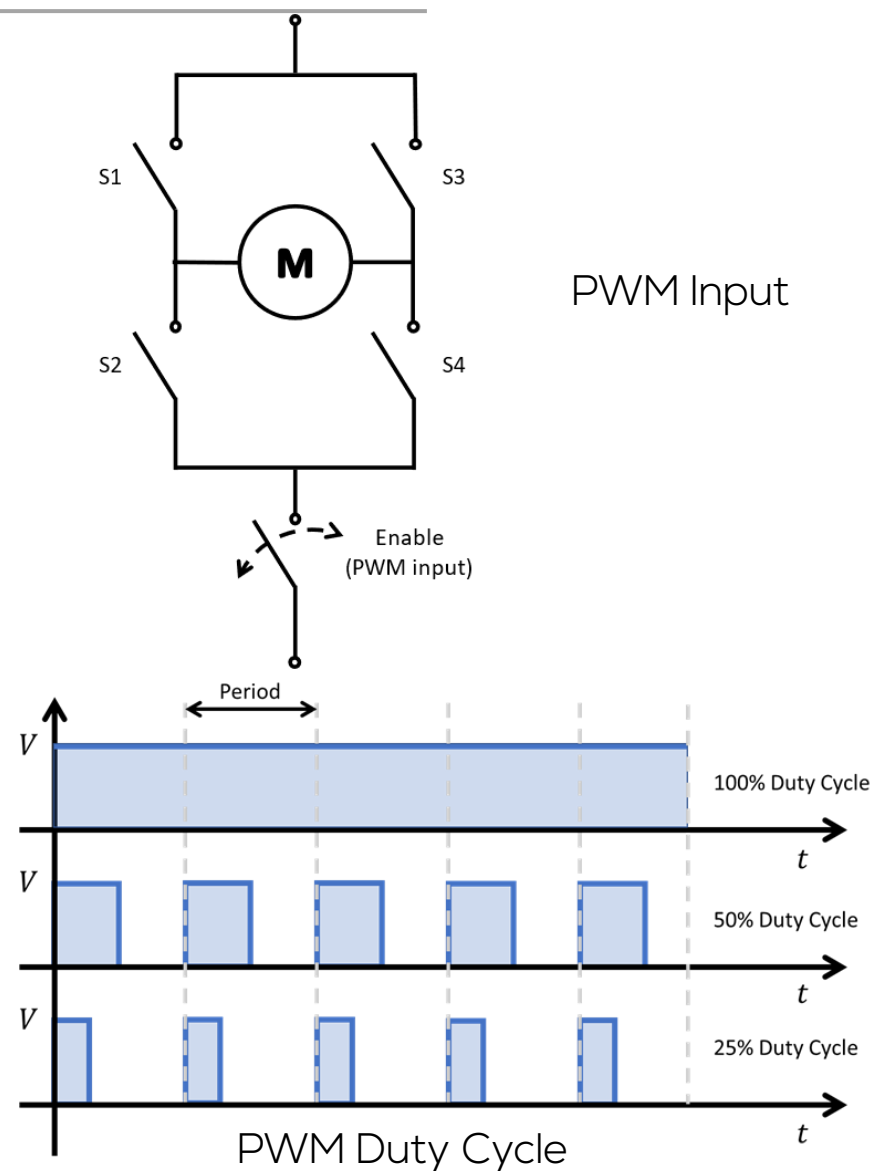 S1
S3
M
PWM Input
S2
S4
Enable
(PWM input)
Period
V
100% Duty Cycle
t
V
50% Duty Cycle
t
V
25% Duty Cycle
t
PWM Duty Cycle